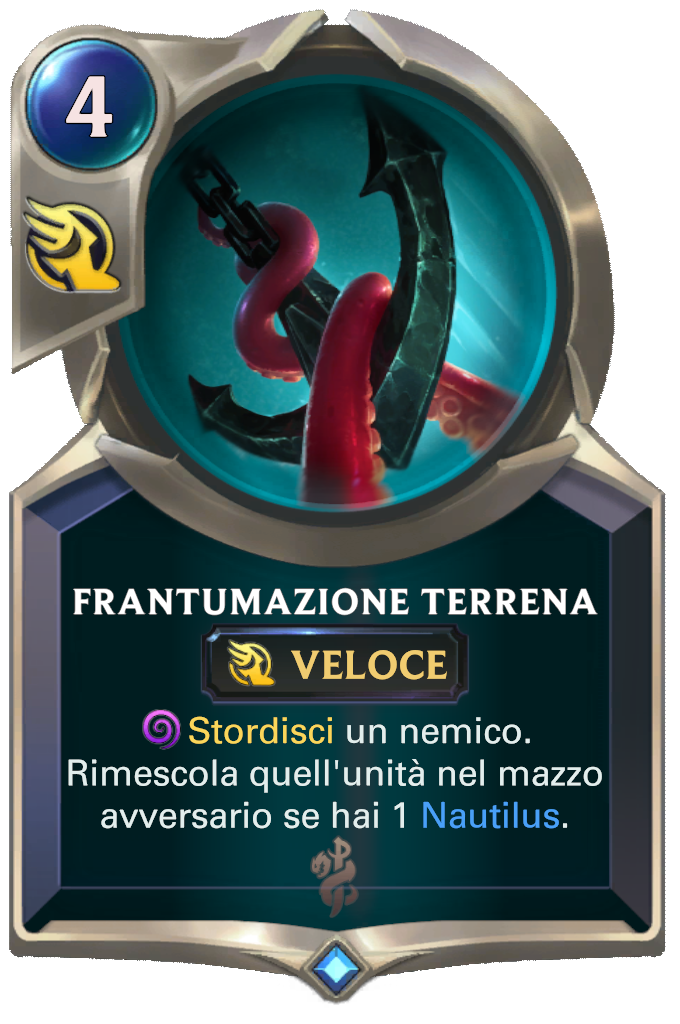 4
FRANTUMAZIONE TERRENA
VELOCE
Stordisci un nemico.
Rimescola quell'unità nel mazzo
avversario se hai 1 Nautilus.